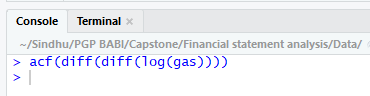 Console Terminal ×
~/Sindhu/PGP BABI/Capstone/Financial statement analysis/Data/
> acf(diff(diff(log(gas))))
>